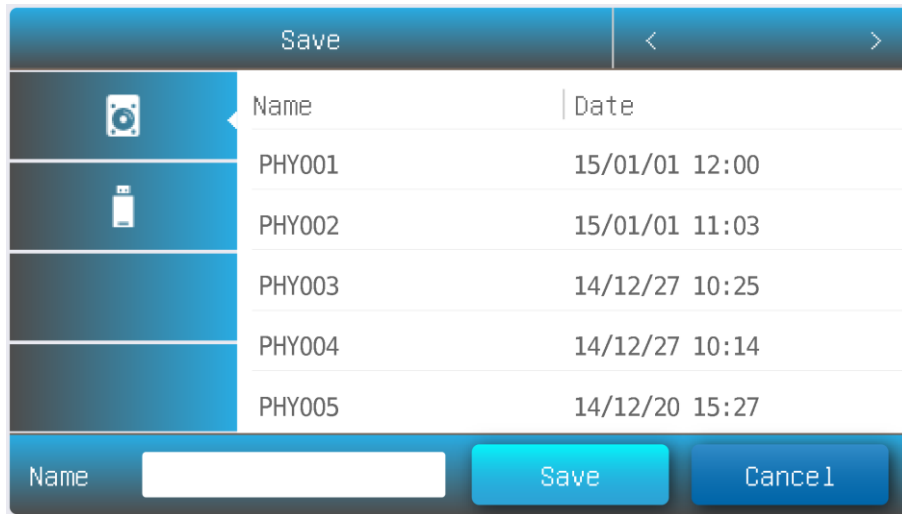 Save < >
Name Date
PHY001 15/01/01 12:00
PHY002 15/01/01 11:03
PHY003 14/12/27 10:25
PHY004 14/12/27 10:14
PHY005 14/12/20 15:27
Name Save Cancel